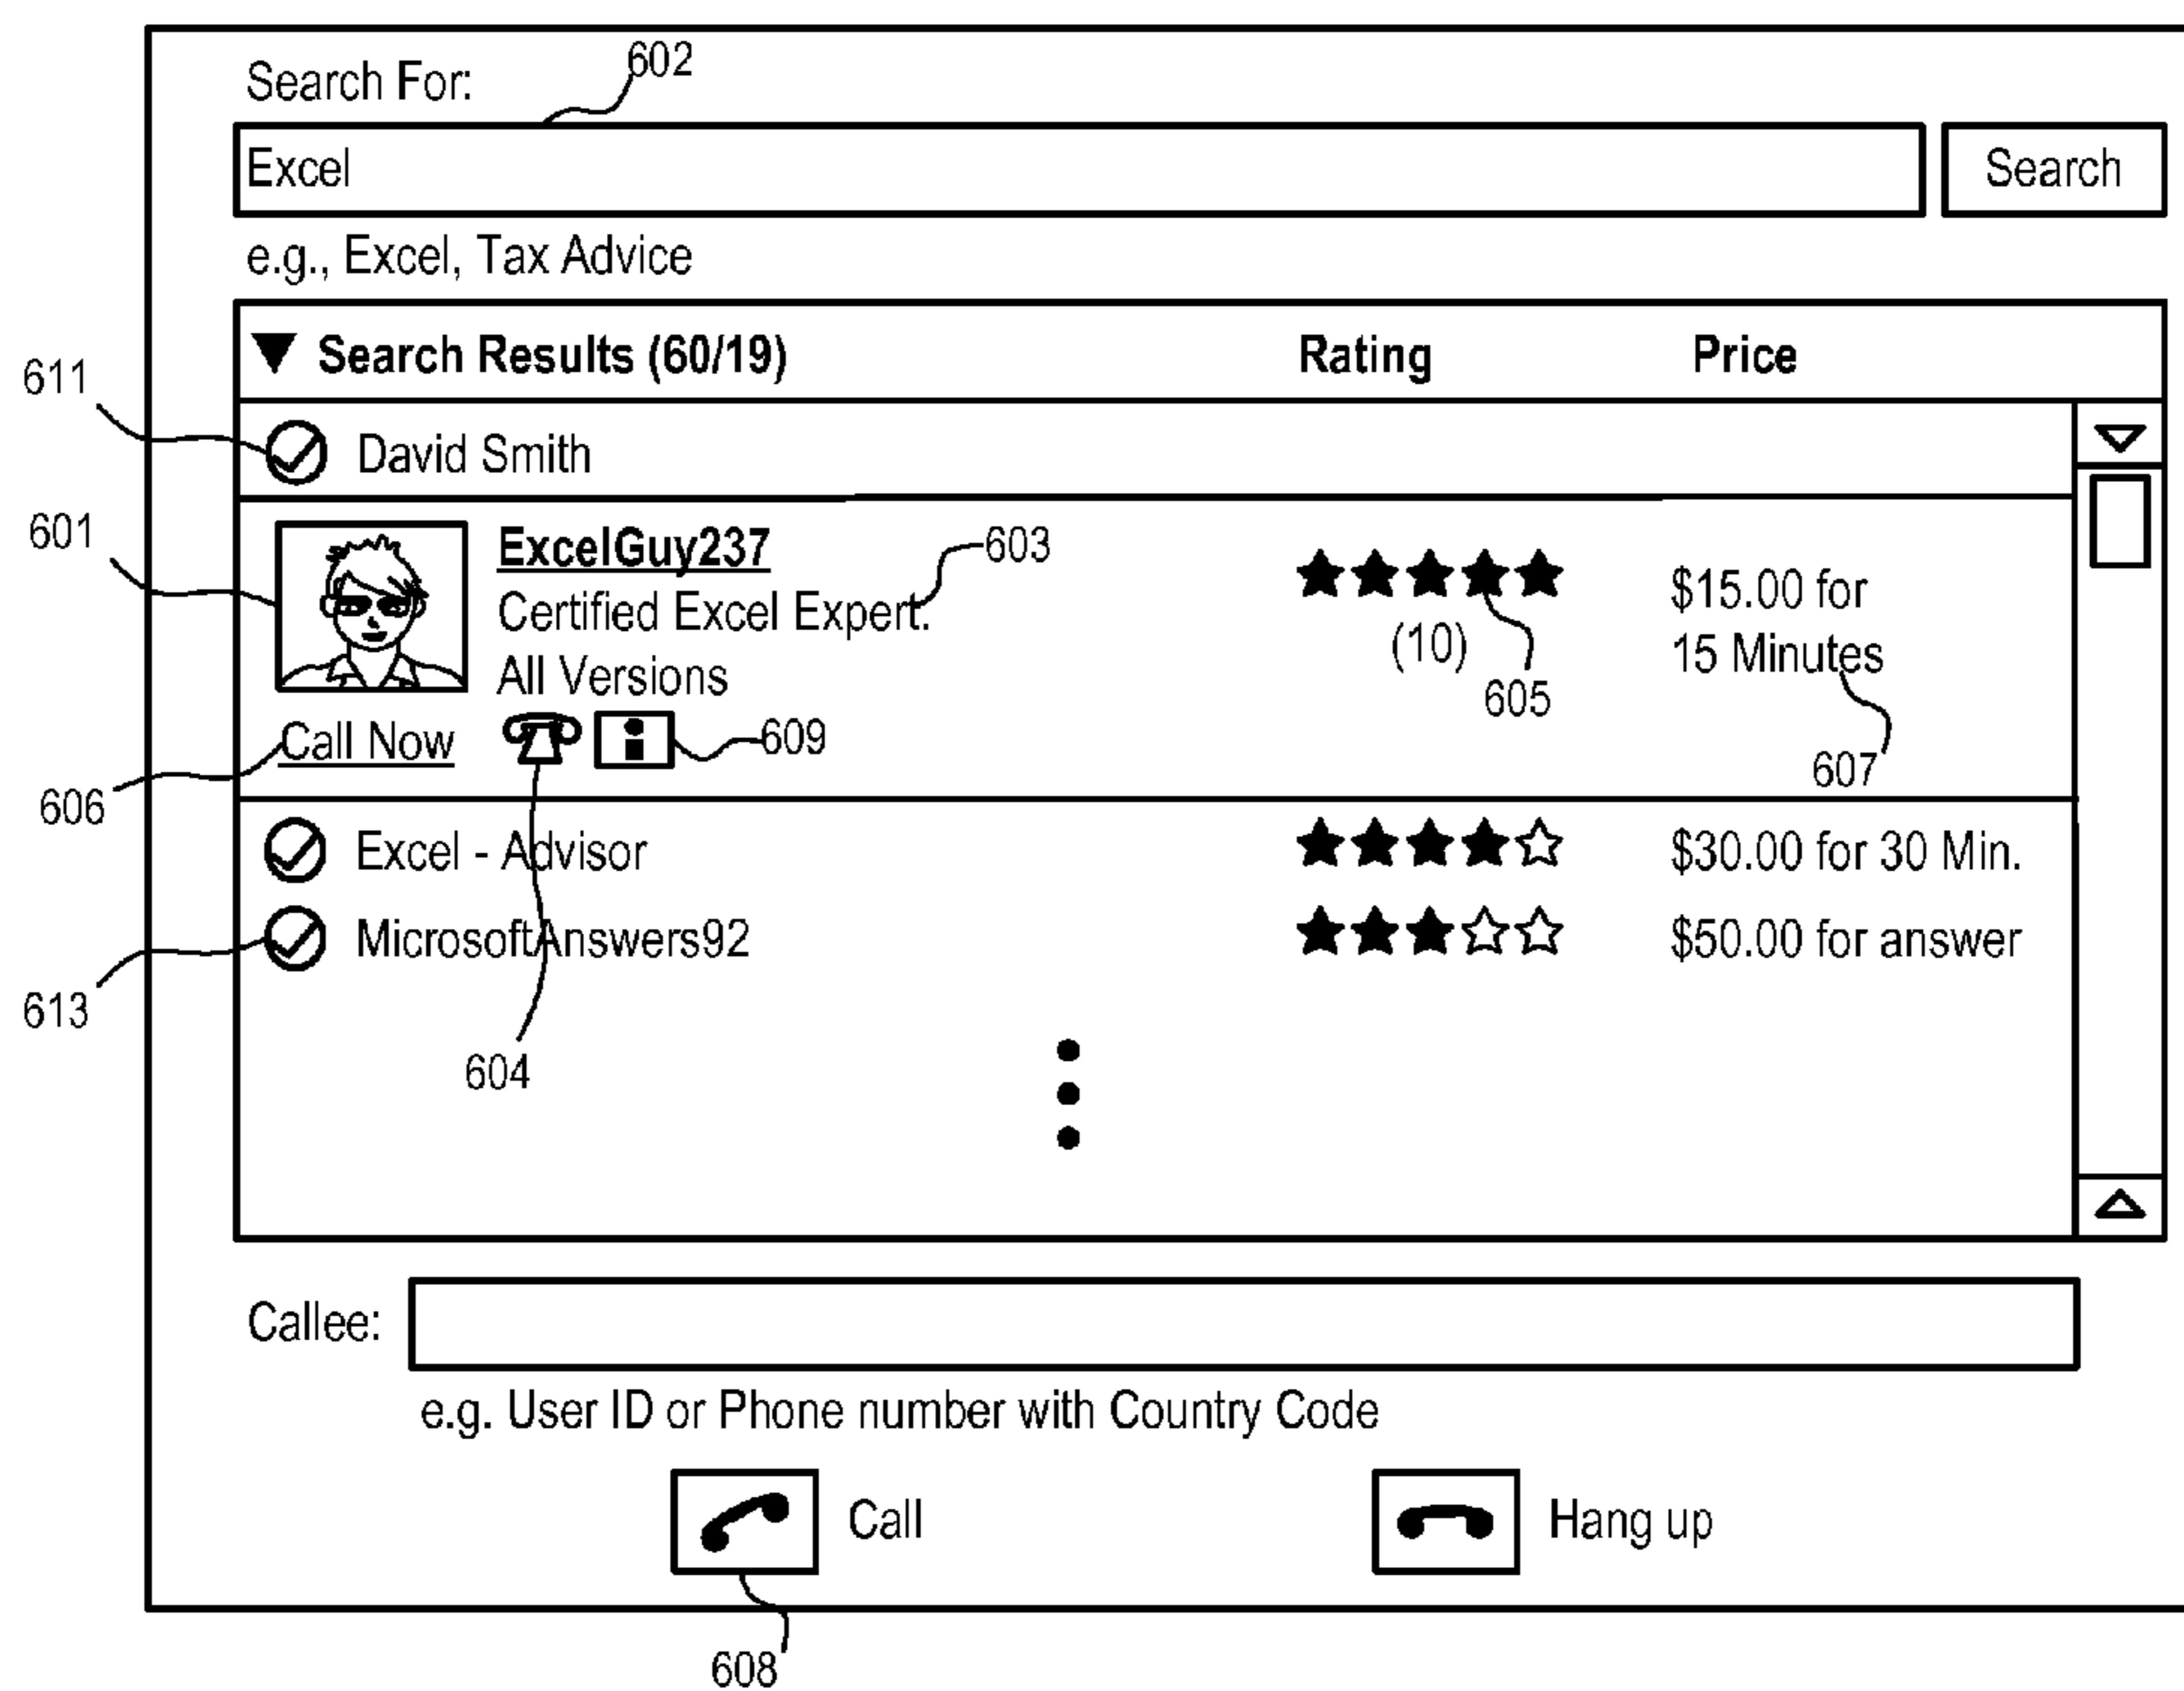 602
Search For:
Excel
Search
e.g., Excel, Tax Advice
Search Results (60/19) Rating Price
611
David Smith
601
ExcelGuy237
603
Certified Excel Expert.
All Versions
(10)
605
$15.00 for
15 Minutes
607
Call Now
i
609
606
Excel - Advisor
$30.00 for 30 Min.
MicrosoftAnswers92
$50.00 for answer
613
604
Callee:
e.g. User ID or Phone number with Country Code
Call
Hang up
608